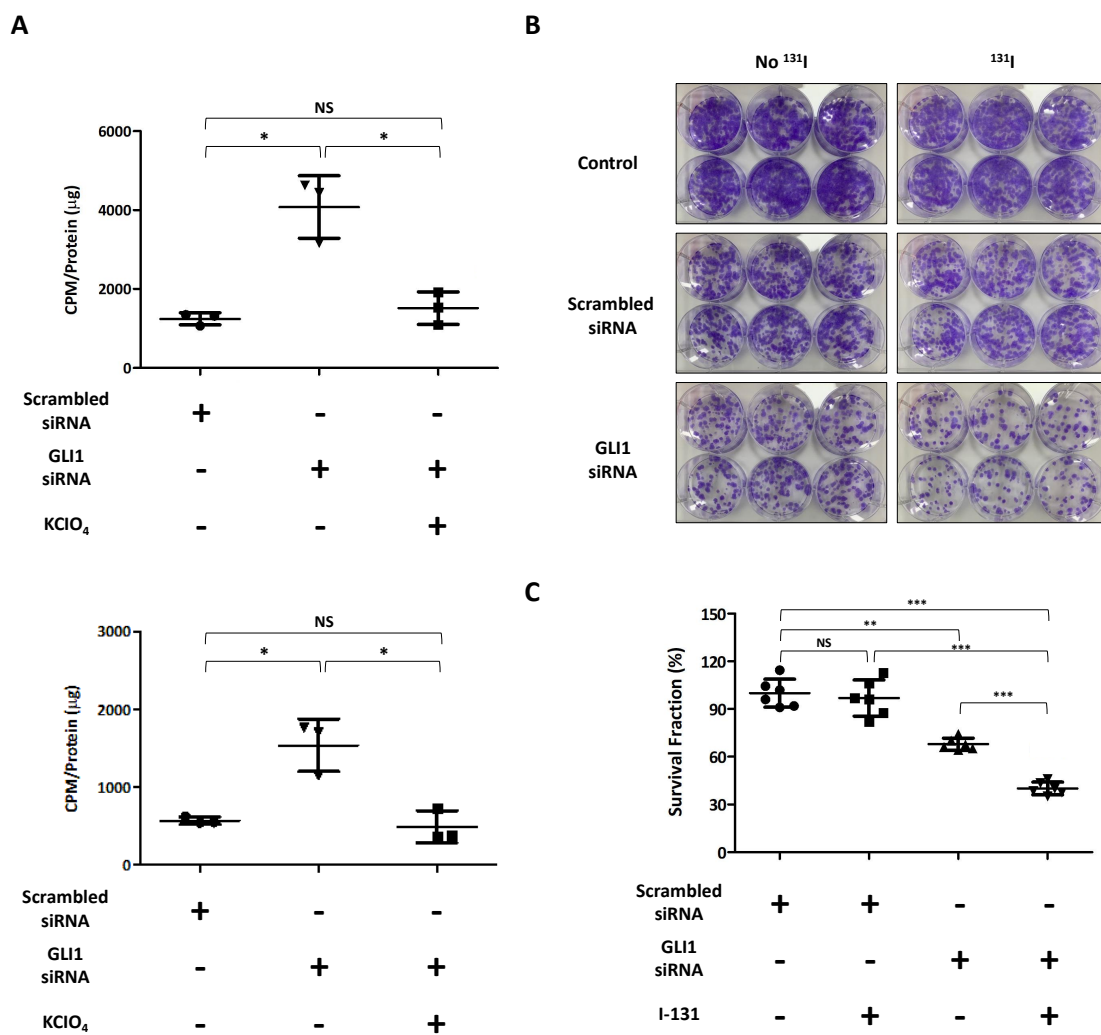 A
NS
*
*
6000
4000
2000
0
CPM/Protein (µg)
Scrambled
siRNA
+
-
-
GLI1
siRNA
-
+
+
KClO₄
-
-
+
NS
*
*
3000
2000
1000
0
CPM/Protein (µg)
Scrambled
siRNA
+
-
-
GLI1
siRNA
-
+
+
KClO₄
-
-
+
B
No ¹³¹I
¹³¹I
Control
Scrambled
siRNA
GLI1
siRNA
C
***
**
NS
***
***
150
120
90
60
30
0
Survival Fraction (%)
Scrambled
siRNA
+
+
-
-
GLI1
siRNA
-
-
+
+
I-131
-
+
-
+